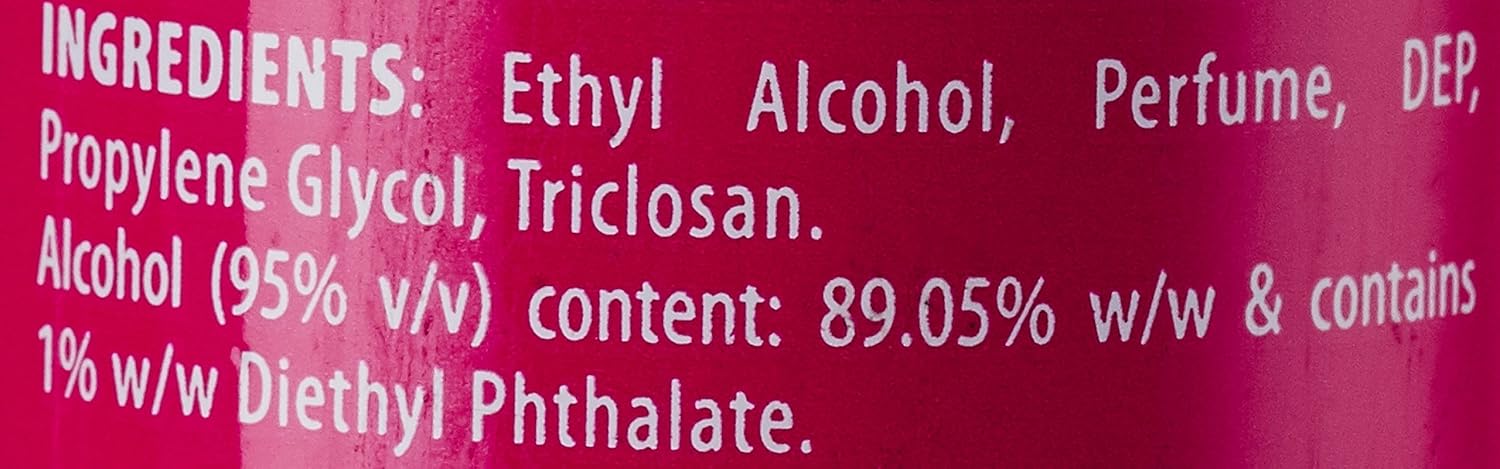 INGREDIENTS: Ethyl Alcohol, Perfume, DEP,
Propylene Glycol, Triclosan.
Alcohol (95% v/v) content: 89.05% w/w & contains
1% w/w Diethyl Phthalate.